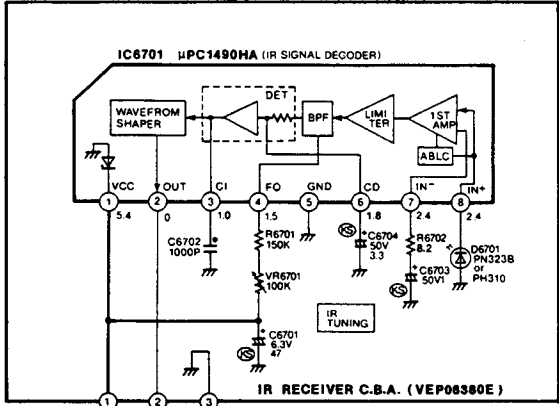 IC6701 µPC1490HA (IR SIGNAL DECODER)
DET
WAVEFROM
SHAPER
BPF
LIMI
TER
1ST
AMP
ABLC
VCC OUT CI FO GND CD IN⁻ IN⁺
1 2 3 4 5 6 7 8
5.4 0 1.0 1.5 1.8 2.4 2.4
C6702
1000P
R6701
150K
VR6701
100K
C6701
6.3V
47
KS
KS
C6704
50V
3.3
R6702
8.2
C6703
50V1
KS
D6701
PN323B
or
PH310
IR
TUNING
1 2 3
IR RECEIVER C.B.A. (VEP06380E)